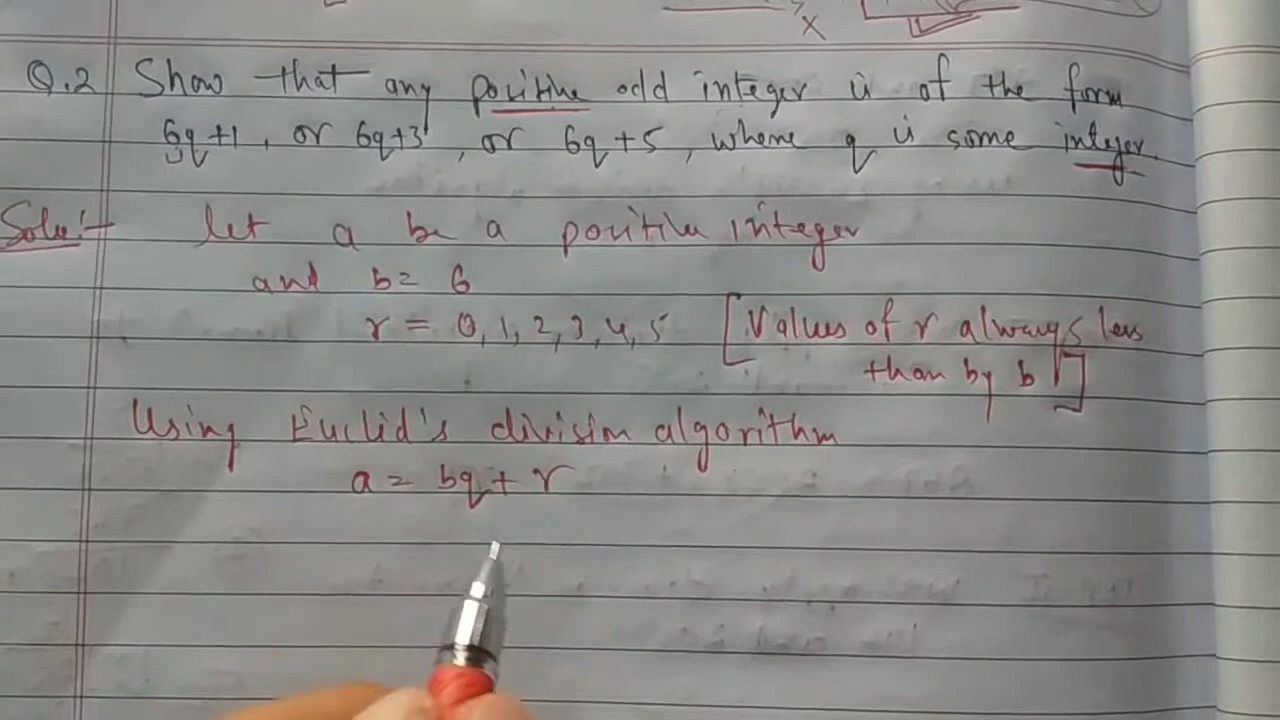 X
Q.2 Show that any positive odd integer is of the form
6q+1, or 6q+3, or 6q+5, where q is some integer.
Solu:- let a be a positive integer
and b= 6
r = 0,1,2,3,4,5 [Values of r always less
than by b]
Using Euclid's division algorithm
a = bq+ r